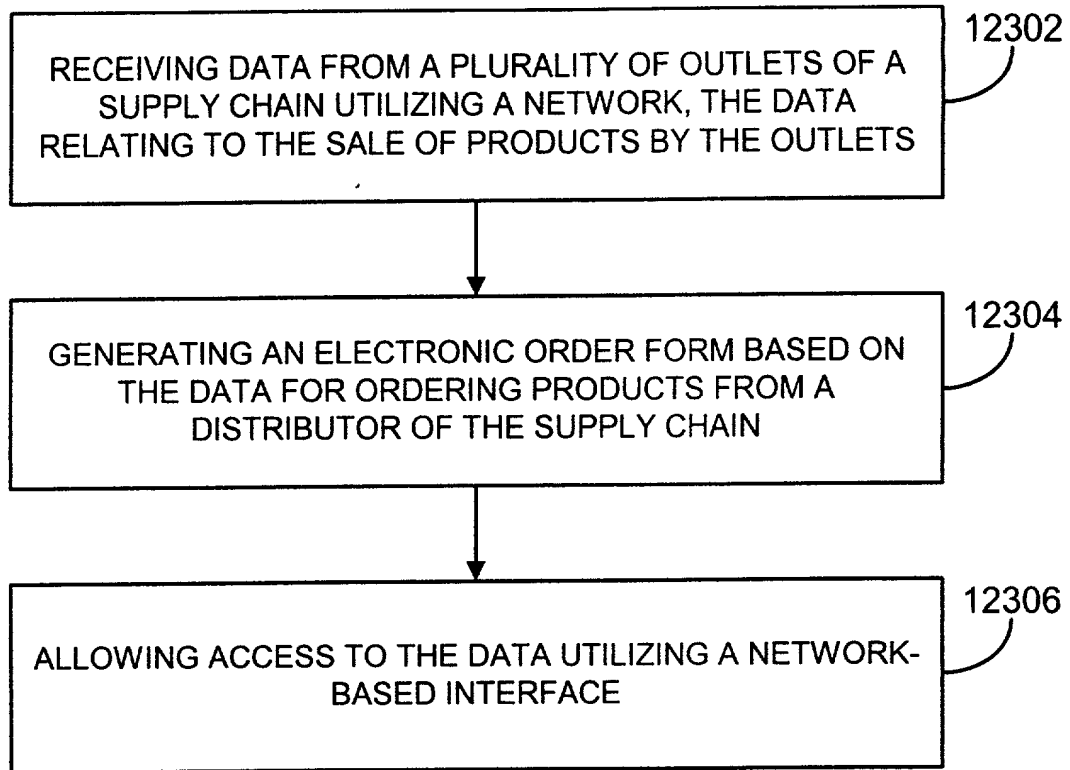 12302
RECEIVING DATA FROM A PLURALITY OF OUTLETS OF A
SUPPLY CHAIN UTILIZING A NETWORK, THE DATA
RELATING TO THE SALE OF PRODUCTS BY THE OUTLETS
12304
GENERATING AN ELECTRONIC ORDER FORM BASED ON
THE DATA FOR ORDERING PRODUCTS FROM A
DISTRIBUTOR OF THE SUPPLY CHAIN
12306
ALLOWING ACCESS TO THE DATA UTILIZING A NETWORK-
BASED INTERFACE